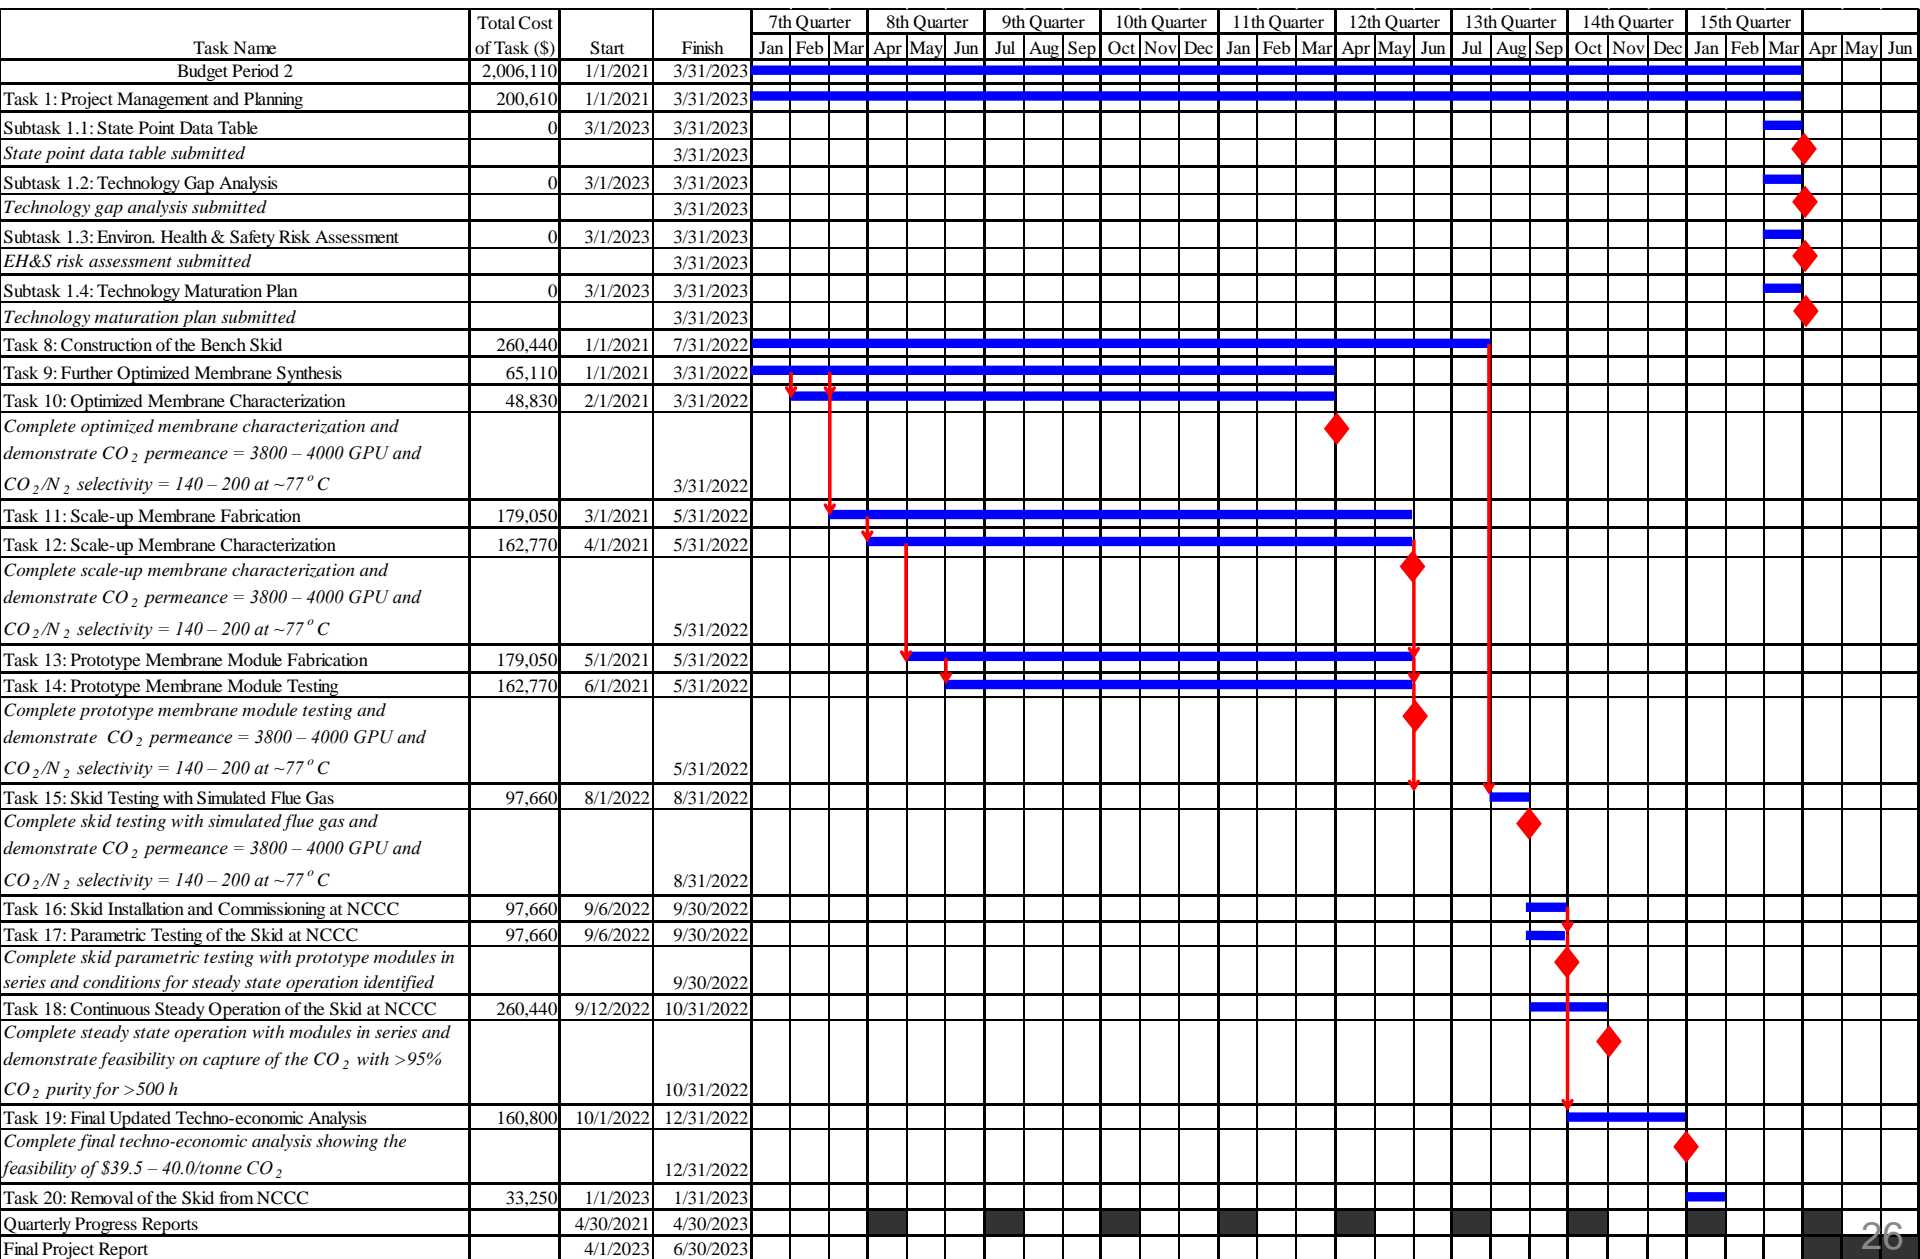 7th Quarter 8th Quarter 9th Quarter 10th Quarter 11th Quarter 12th Quarter 13th Quarter 14th Quarter 15th Quarter
Task Name Total Cost of Task ($) Start Finish Jan Feb Mar Apr May Jun Jul Aug Sep Oct Nov Dec Jan Feb Mar Apr May Jun Jul Aug Sep Oct Nov Dec Jan Feb Mar Apr May Jun
Budget Period 2 2,006,110 1/1/2021 3/31/2023
Task 1: Project Management and Planning 200,610 1/1/2021 3/31/2023
Subtask 1.1: State Point Data Table 0 3/1/2023 3/31/2023
State point data table submitted 3/31/2023
Subtask 1.2: Technology Gap Analysis 0 3/1/2023 3/31/2023
Technology gap analysis submitted 3/31/2023
Subtask 1.3: Environ. Health & Safety Risk Assessment 0 3/1/2023 3/31/2023
EH&S risk assessment submitted 3/31/2023
Subtask 1.4: Technology Maturation Plan 0 3/1/2023 3/31/2023
Technology maturation plan submitted 3/31/2023
Task 8: Construction of the Bench Skid 260,440 1/1/2021 7/31/2022
Task 9: Further Optimized Membrane Synthesis 65,110 1/1/2021 3/31/2022
Task 10: Optimized Membrane Characterization 48,830 2/1/2021 3/31/2022
Complete optimized membrane characterization and
demonstrate CO2 permeance = 3800 – 4000 GPU and
CO2/N2 selectivity = 140 – 200 at ~77°C 3/31/2022
Task 11: Scale-up Membrane Fabrication 179,050 3/1/2021 5/31/2022
Task 12: Scale-up Membrane Characterization 162,770 4/1/2021 5/31/2022
Complete scale-up membrane characterization and
demonstrate CO2 permeance = 3800 – 4000 GPU and
CO2/N2 selectivity = 140 – 200 at ~77°C 5/31/2022
Task 13: Prototype Membrane Module Fabrication 179,050 5/1/2021 5/31/2022
Task 14: Prototype Membrane Module Testing 162,770 6/1/2021 5/31/2022
Complete prototype membrane module testing and
demonstrate CO2 permeance = 3800 – 4000 GPU and
CO2/N2 selectivity = 140 – 200 at ~77°C 5/31/2022
Task 15: Skid Testing with Simulated Flue Gas 97,660 8/1/2022 8/31/2022
Complete skid testing with simulated flue gas and
demonstrate CO2 permeance = 3800 – 4000 GPU and
CO2/N2 selectivity = 140 – 200 at ~77°C 8/31/2022
Task 16: Skid Installation and Commissioning at NCCC 97,660 9/6/2022 9/30/2022
Task 17: Parametric Testing of the Skid at NCCC 97,660 9/6/2022 9/30/2022
Complete skid parametric testing with prototype modules in
series and conditions for steady state operation identified 9/30/2022
Task 18: Continuous Steady Operation of the Skid at NCCC 260,440 9/12/2022 10/31/2022
Complete steady state operation with modules in series and
demonstrate feasibility on capture of the CO2 with >95%
CO2 purity for >500 h 10/31/2022
Task 19: Final Updated Techno-economic Analysis 160,800 10/1/2022 12/31/2022
Complete final techno-economic analysis showing the
feasibility of $39.5 – 40.0/tonne CO2 12/31/2022
Task 20: Removal of the Skid from NCCC 33,250 1/1/2023 1/31/2023
Quarterly Progress Reports 4/30/2021 4/30/2023
Final Project Report 4/1/2023 6/30/2023
26